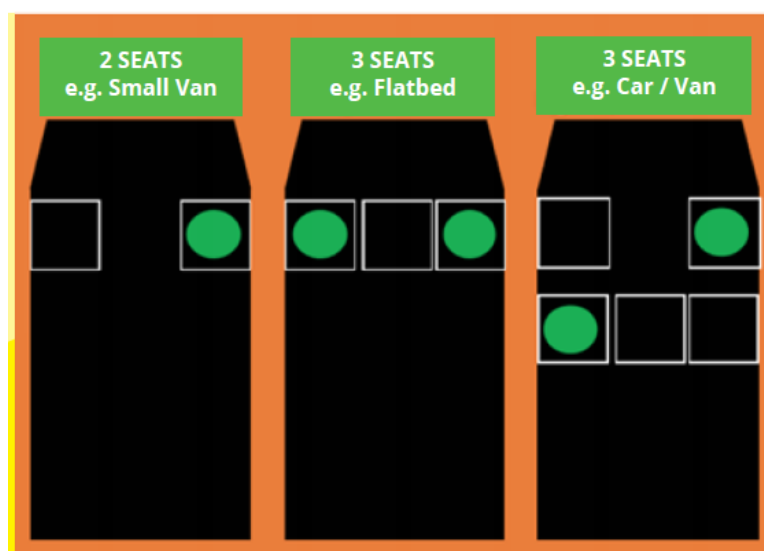 2 SEATS
e.g. Small Van
3 SEATS
e.g. Flatbed
3 SEATS
e.g. Car / Van